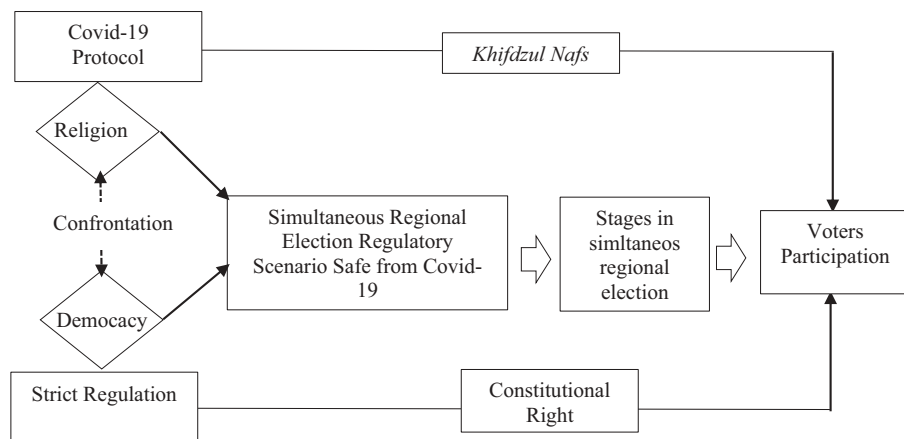 Covid-19
Protocol
Khifdzul Nafs
Religion
Confrontation
Simultaneous Regional
Election Regulatory
Scenario Safe from Covid-
19
Stages in
simltaneos
regional
election
Voters
Participation
Democacy
Strict Regulation
Constitutional
Right